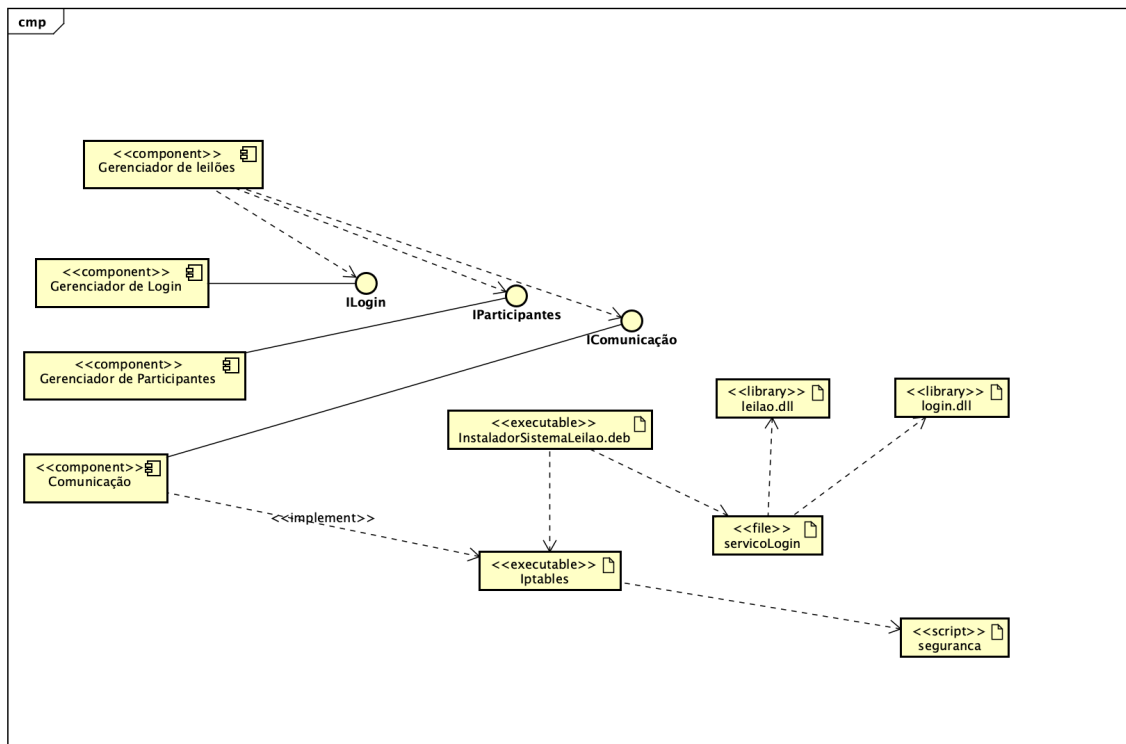 cmp
<<component>>
Gerenciador de leilões
<<component>>
Gerenciador de Login
ILogin
IParticipantes
IComunicação
<<component>>
Gerenciador de Participantes
<<library>>
leilao.dll
<<library>>
login.dll
<<executable>>
InstaladorSistemaLeilao.deb
<<component>>
Comunicação
<<implement>>
<<file>>
servicoLogin
<<executable>>
Iptables
<<script>>
seguranca